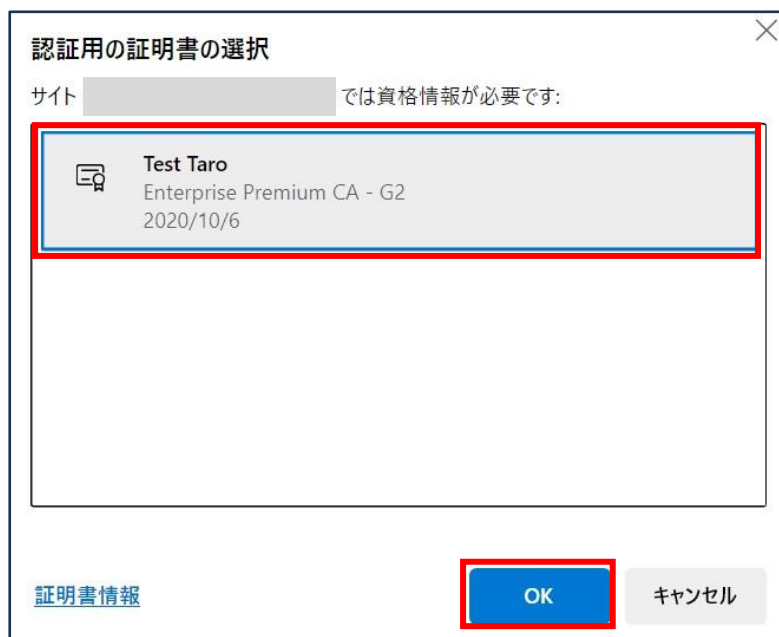 認証用の証明書の選択
サイト では資格情報が必要です:
Test Taro
Enterprise Premium CA - G2
2020/10/6
証明書情報
OK
キャンセル